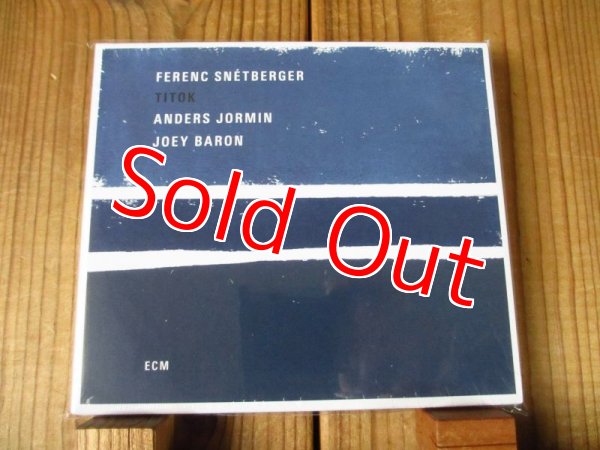 FERENC SNÉTBERGER
TITOK
ANDERS JORMIN
JOEY BARON
Sold Out
ECM